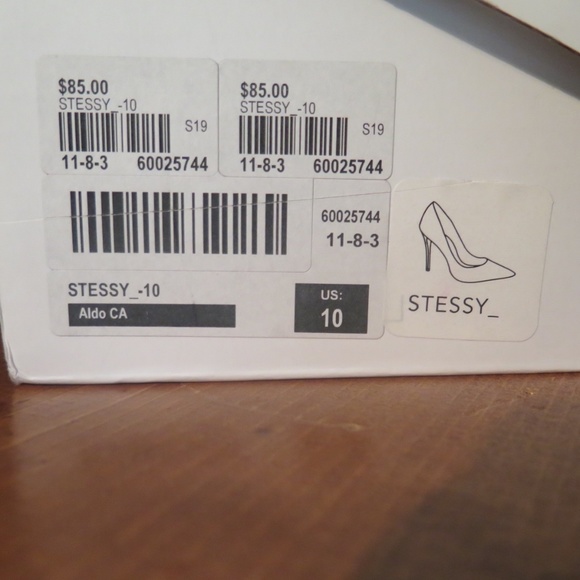 $85.00
STESSY_-10
S19
11-8-3 60025744
$85.00
STESSY_-10
S19
11-8-3 60025744
60025744
11-8-3
STESSY_-10
Aldo CA
US:
10
STESSY_